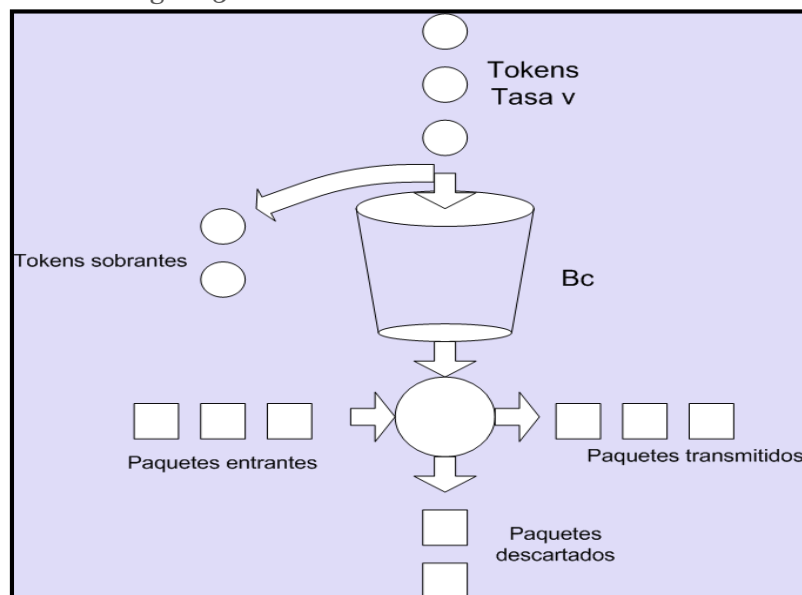 Tokens
Tasa v
Tokens sobrantes
Bc
Paquetes entrantes
Paquetes transmitidos
Paquetes
descartados